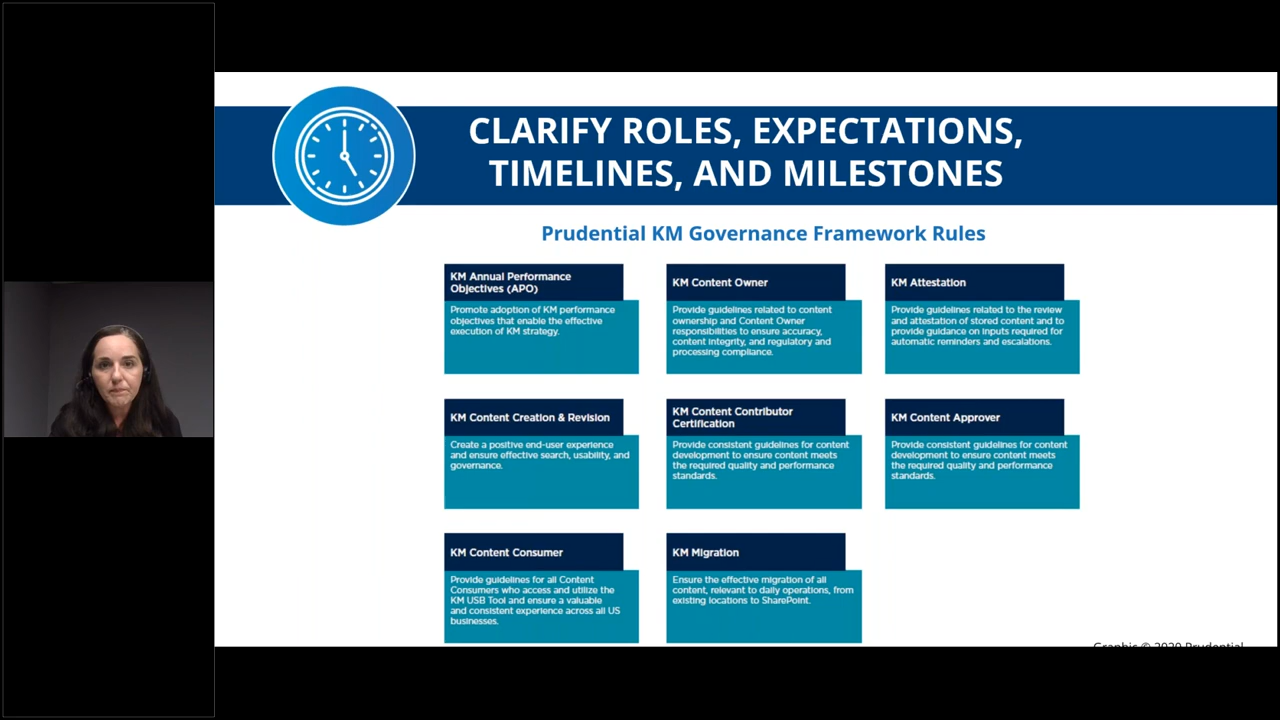 CLARIFY ROLES, EXPECTATIONS,
TIMELINES, AND MILESTONES
Prudential KM Governance Framework Rules
KM Annual Performance
Objectives (APO)
Promote adoption of KM performance
objectives that enable the effective
execution of KM strategy.
KM Content Owner
Provide guidelines related to content
ownership and Content Owner
responsibilities to ensure accuracy,
content integrity, and regulatory and
processing compliance.
KM Attestation
Provide guidelines related to the review
and attestation of stored content and to
provide guidance on inputs required for
automatic reminders and escalations.
KM Content Creation & Revision
Create a positive end-user experience
and ensure effective search, usability, and
governance.
KM Content Contributor
Certification
Provide consistent guidelines for content
development to ensure content meets
the required quality and performance
standards.
KM Content Approver
Provide consistent guidelines for content
development to ensure content meets
the required quality and performance
standards.
KM Content Consumer
Provide guidelines for all Content
Consumers who access and utilize the
KM USB Tool and ensure a valuable
and consistent experience across all US
businesses.
KM Migration
Ensure the effective migration of all
content, relevant to daily operations, from
existing locations to SharePoint.
Graphic © 2020 Prudential